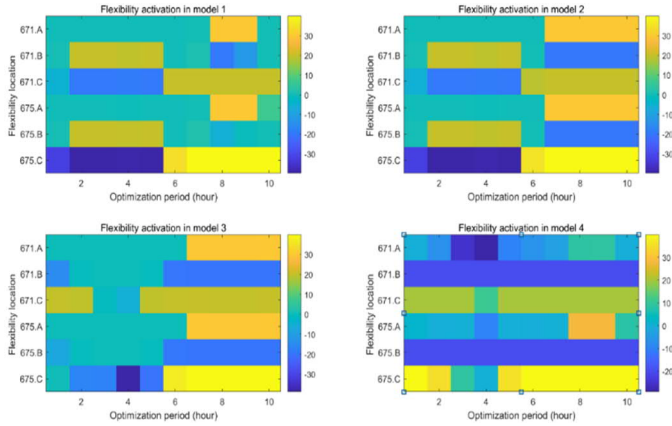 Flexibility activation in model 1
Flexibility location
671.A
671.B
671.C
675.A
675.B
675.C
2 4 6 8 10
Optimization period (hour)
30
20
10
0
-10
-20
-30
Flexibility activation in model 2
Flexibility location
671.A
671.B
671.C
675.A
675.B
675.C
2 4 6 8 10
Optimization period (hour)
30
20
10
0
-10
-20
-30
Flexibility activation in model 3
Flexibility location
671.A
671.B
671.C
675.A
675.B
675.C
2 4 6 8 10
Optimization period (hour)
30
20
10
0
-10
-20
-30
Flexibility activation in model 4
Flexibility location
671.A
671.B
671.C
675.A
675.B
675.C
2 4 6 8 10
Optimization period (hour)
30
20
10
0
-10
-20